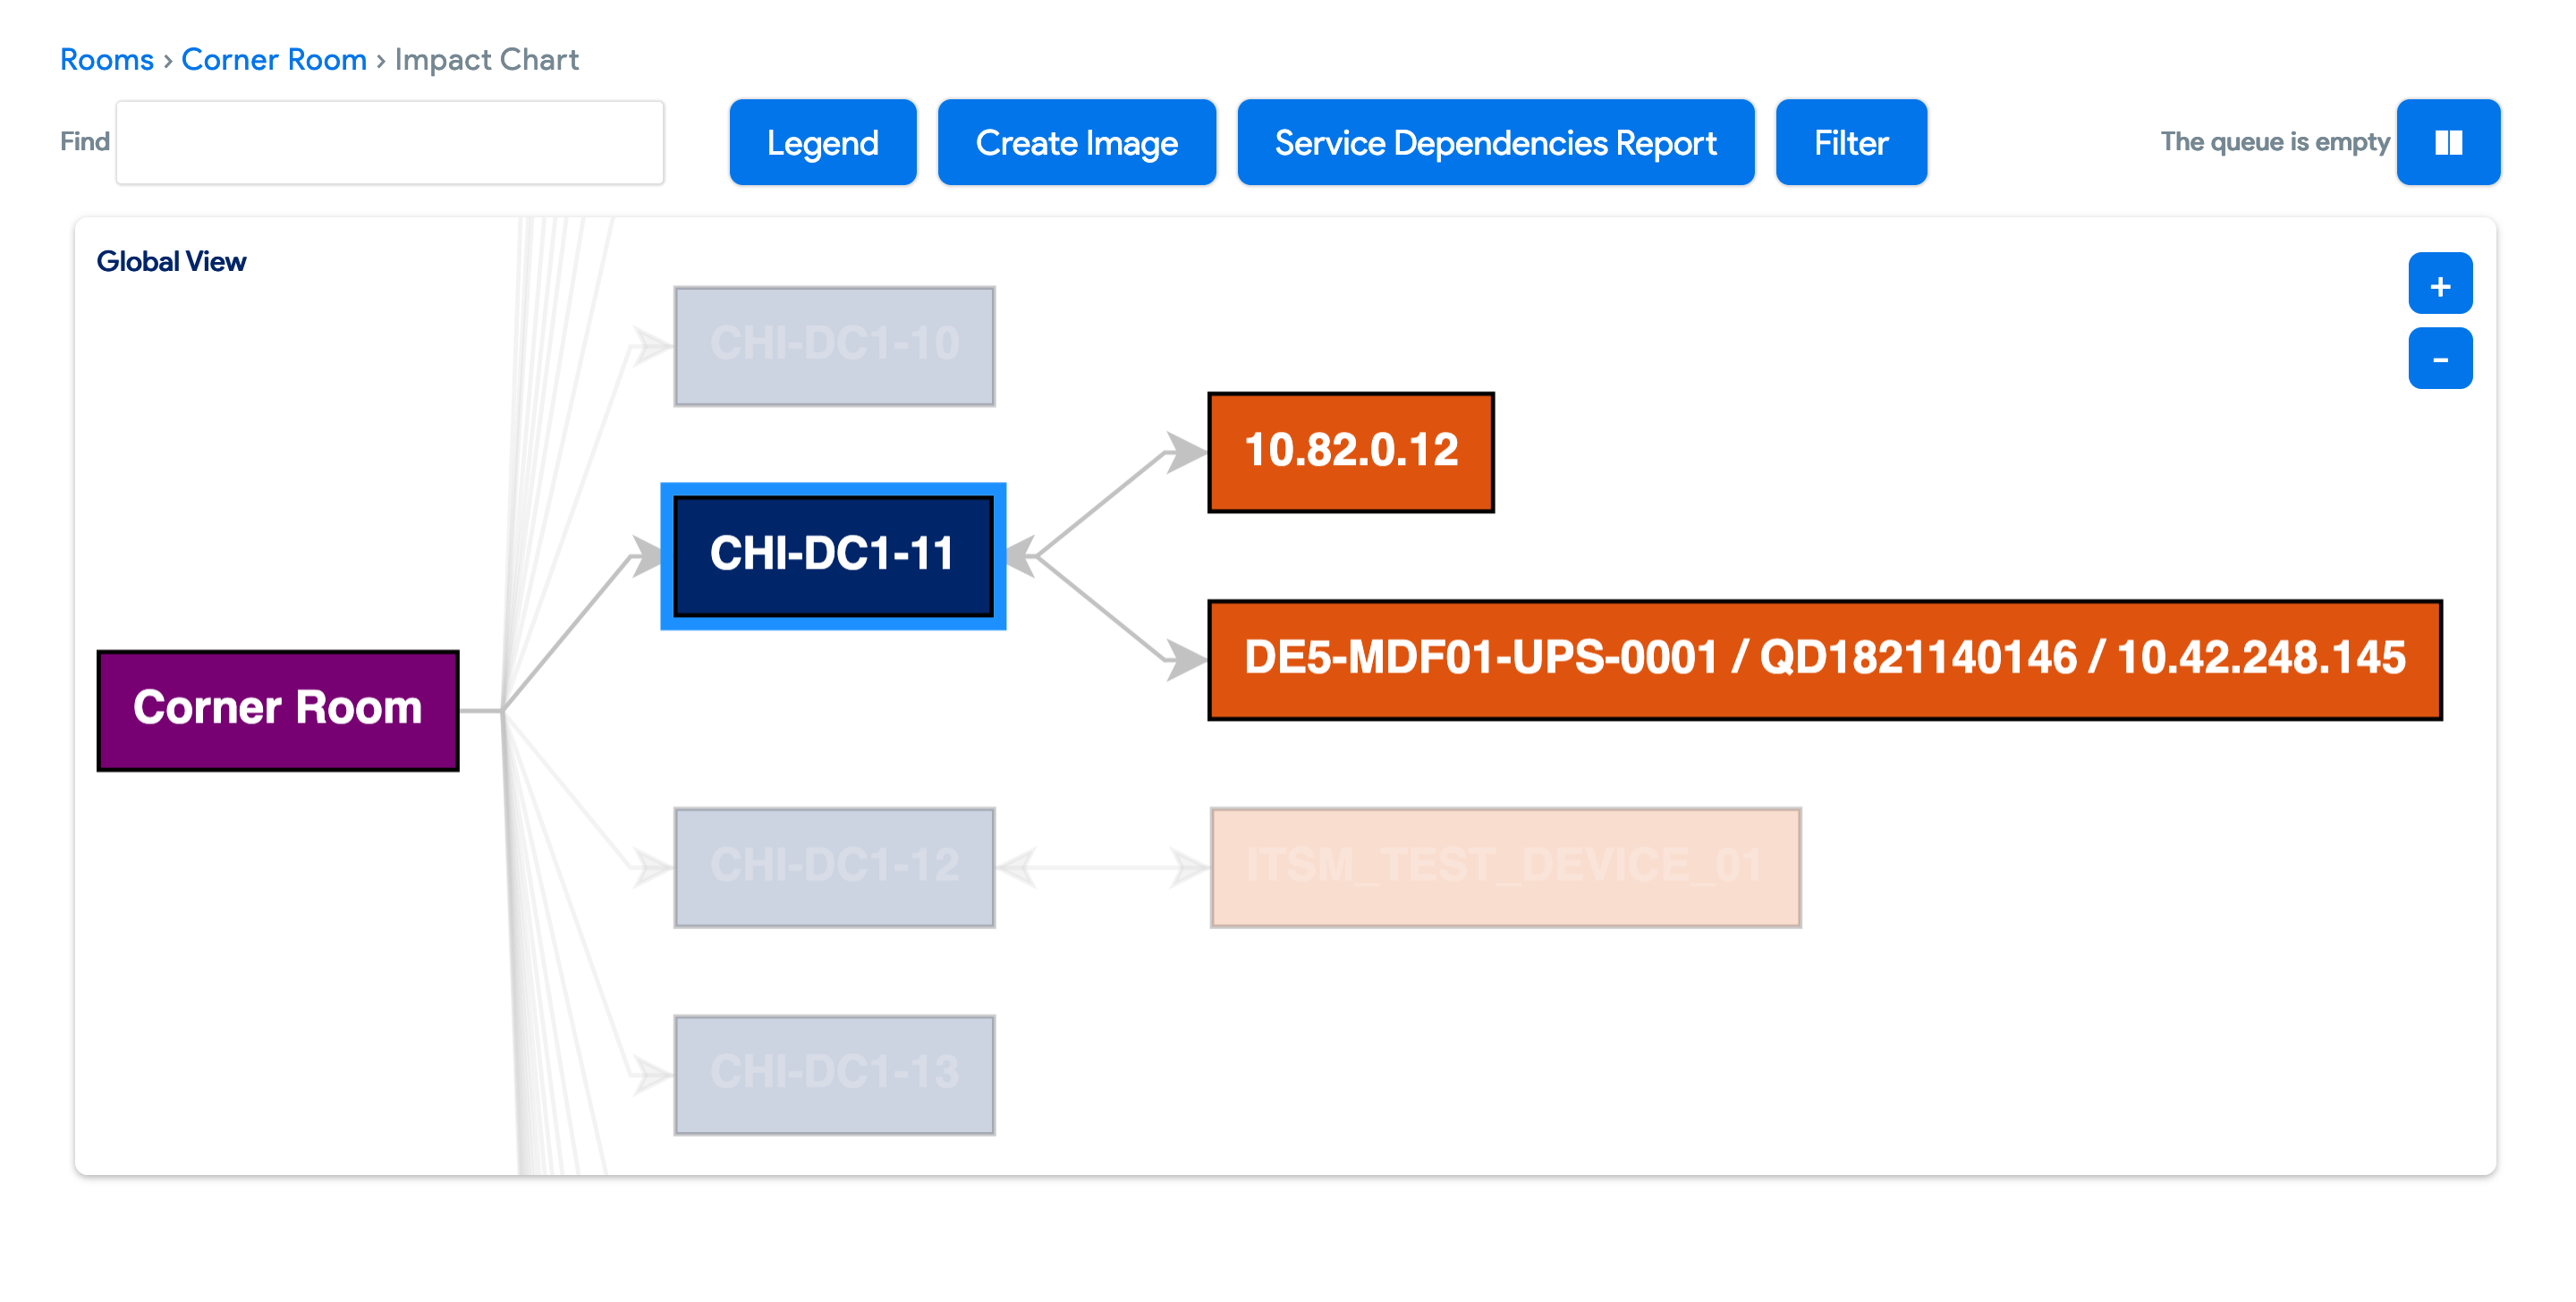 Rooms › Corner Room › Impact Chart
Find
Legend
Create Image
Service Dependencies Report
Filter
The queue is empty
Global View
+
-
CHI-DC1-10
10.82.0.12
CHI-DC1-11
DE5-MDF01-UPS-0001 / QD1821140146 / 10.42.248.145
Corner Room
CHI-DC1-12
ITSM_TEST_DEVICE_01
CHI-DC1-13